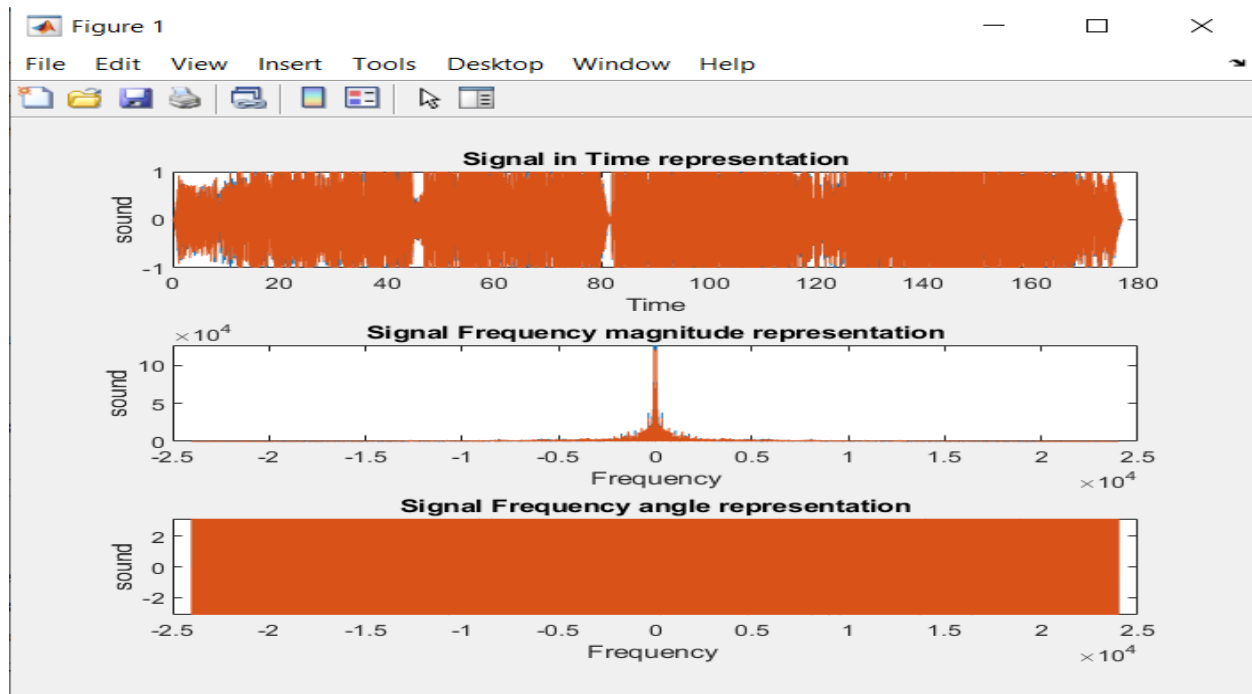 Figure 1
File Edit View Insert Tools Desktop Window Help
Signal in Time representation
1
0
-1
sound
0 20 40 60 80 100 120 140 160 180
Time
×10^4
Signal Frequency magnitude representation
10
5
0
sound
-2.5 -2 -1.5 -1 -0.5 0 0.5 1 1.5 2 2.5
Frequency
×10^4
Signal Frequency angle representation
2
0
-2
sound
-2.5 -2 -1.5 -1 -0.5 0 0.5 1 1.5 2 2.5
Frequency
×10^4